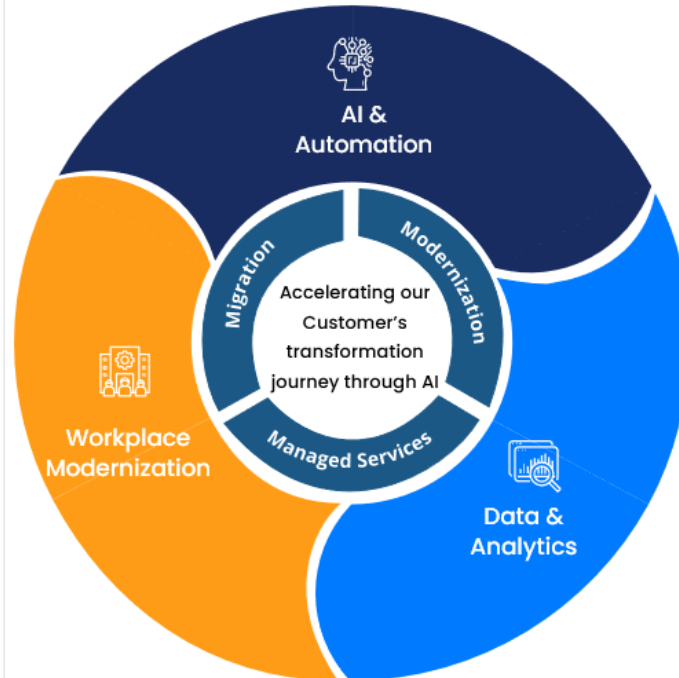 AI &
Automation
Migration
Modernization
Accelerating our
Customer's
transformation
journey through AI
Managed Services
Workplace
Modernization
Data &
Analytics